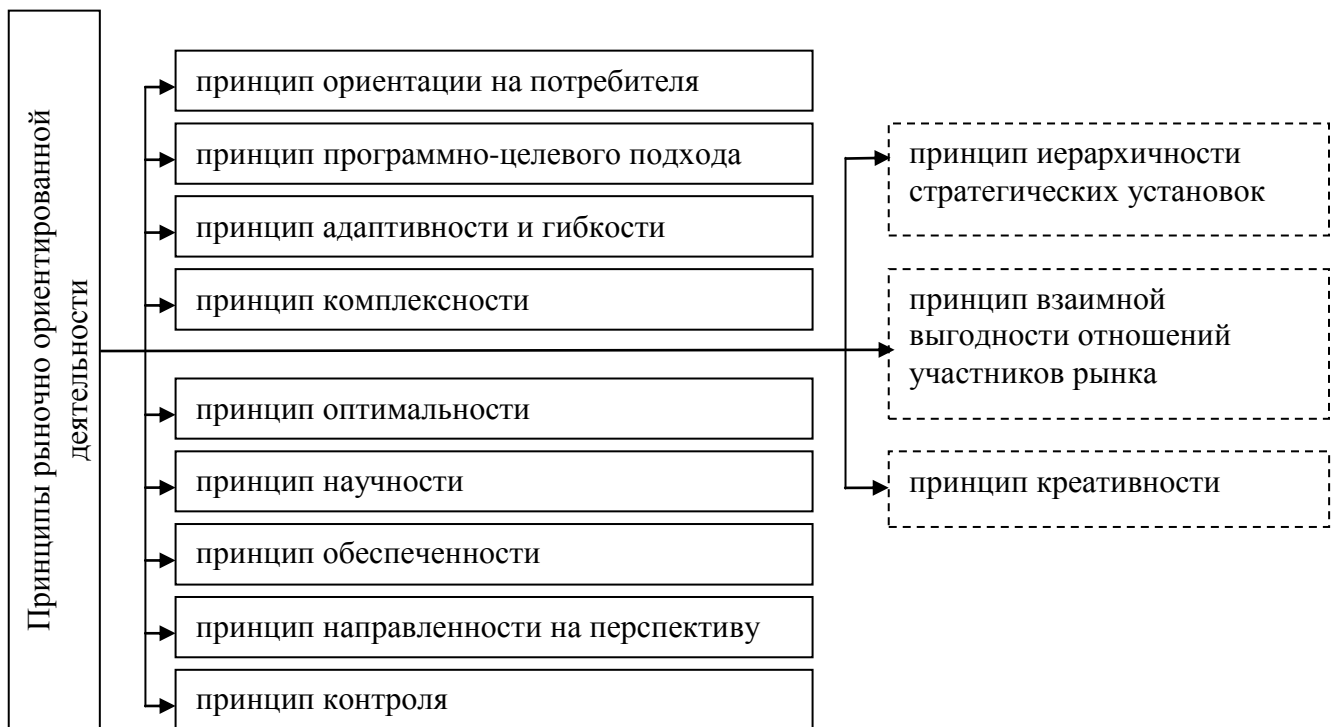 Принципы рыночно ориентированной
деятельности
принцип ориентации на потребителя
принцип программно-целевого подхода
принцип адаптивности и гибкости
принцип комплексности
принцип оптимальности
принцип научности
принцип обеспеченности
принцип направленности на перспективу
принцип контроля
принцип иерархичности
стратегических установок
принцип взаимной
выгодности отношений
участников рынка
принцип креативности